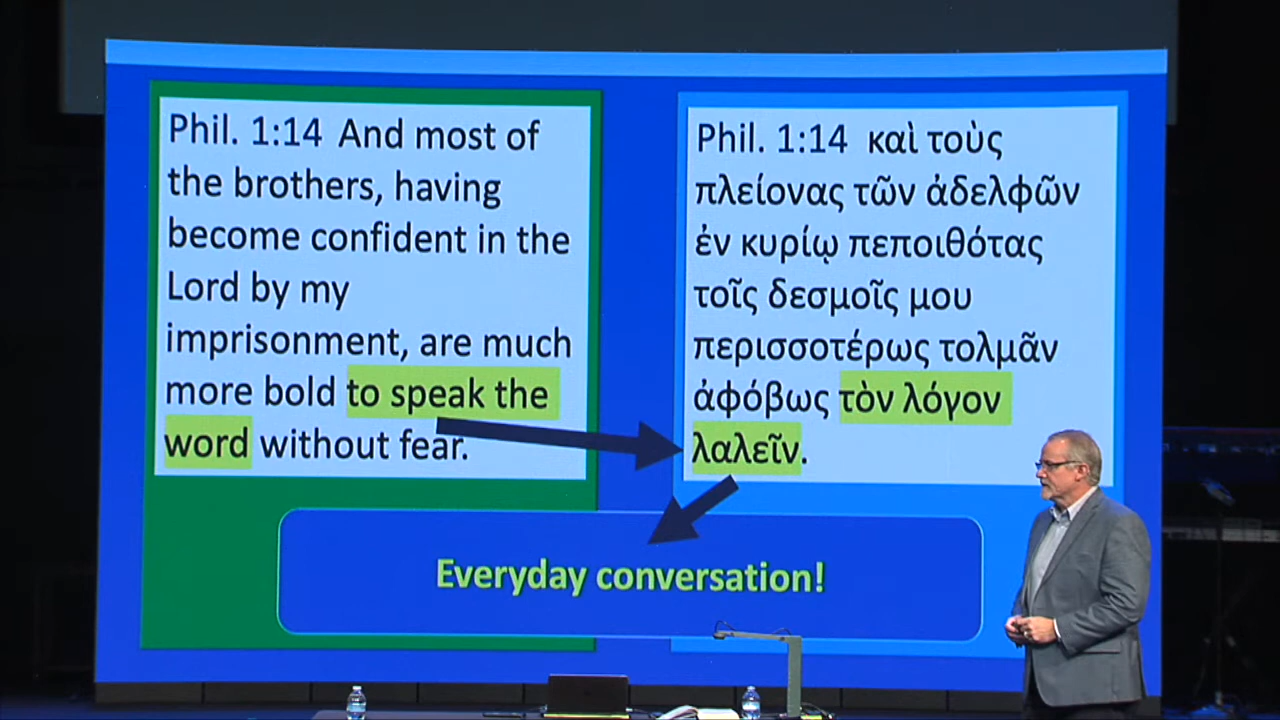 Phil. 1:14 And most of
the brothers, having
become confident in the
Lord by my
imprisonment, are much
more bold to speak the
word without fear.
Phil. 1:14 καὶ τοὺς
πλείονας τῶν ἀδελφῶν
ἐν κυρίῳ πεποιθότας
τοῖς δεσμοῖς μου
περισσοτέρως τολμᾶν
ἀφόβως τὸν λόγον
λαλεῖν.
Everyday conversation!